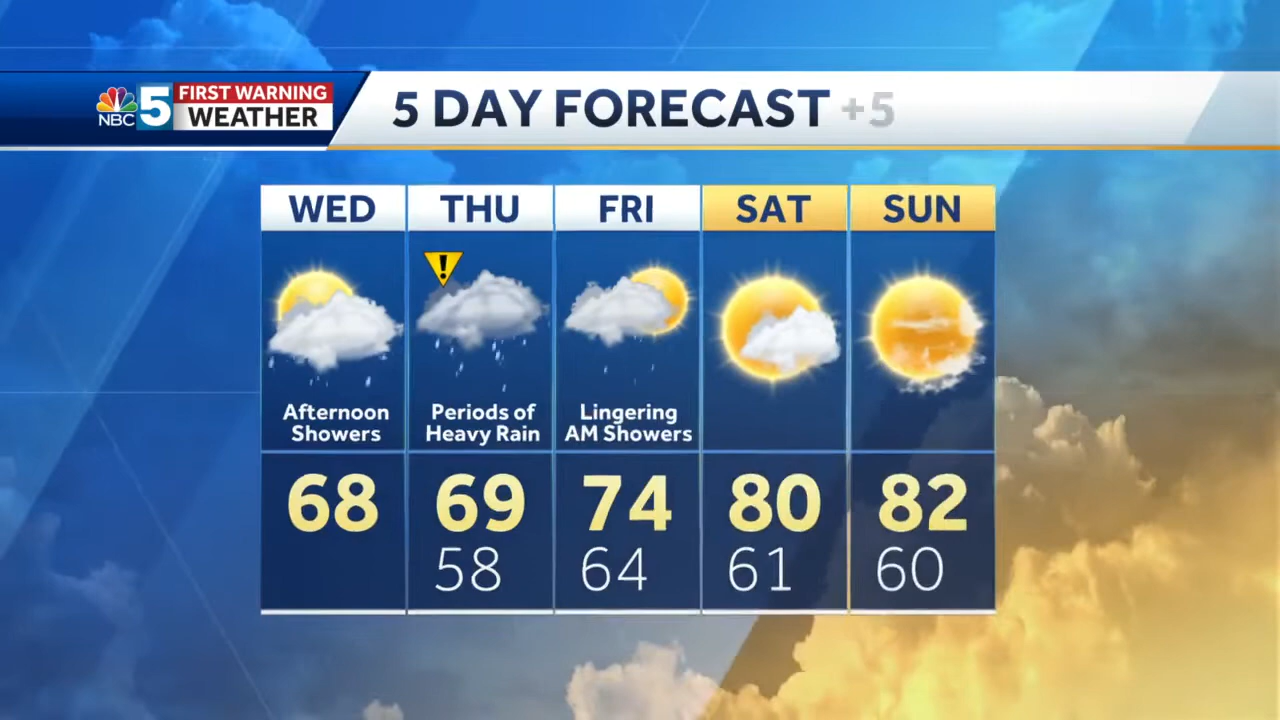 NBC 5 FIRST WARNING
WEATHER
5 DAY FORECAST +5
WED THU FRI SAT SUN
!
Afternoon
Showers
Periods of
Heavy Rain
Lingering
AM Showers
68 69 74 80 82
58 64 61 60